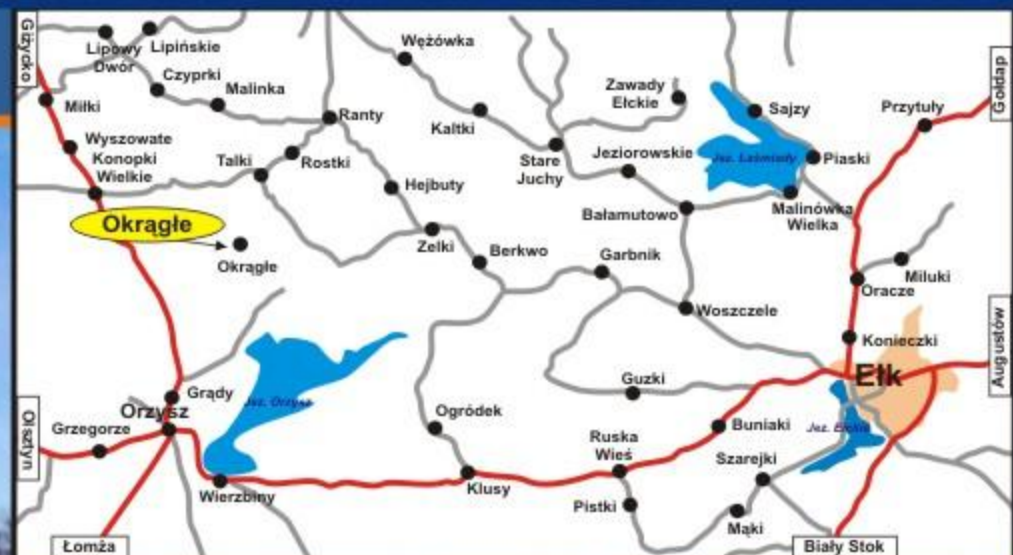 Giżycko
Lipowy
Dwór
Lipińskie
Czyprki
Malinka
Miłki
Wyszowate
Konopki
Wielkie
Talki
Rostki
Ranty
Wężówka
Kaltki
Stare
Juchy
Zawady
Ełckie
Jeziorowskie
Sajzy
Jez. Laśmiady
Piaski
Przytuły
Gołdap
Hejbuty
Bałamutowo
Malinówka
Wielka
Okrągłe
Okrągłe
Zelki
Berkwo
Garbnik
Miluki
Oracze
Woszczele
Konieczki
Augustów
Ełk
Guzki
Grądy
Jez. Orzysz
Orzysz
Olsztyn
Grzegorze
Ogródek
Ruska
Wieś
Buniaki
Szarejki
Wierzbiny
Klusy
Pistki
Mąki
Łomża
Biały Stok